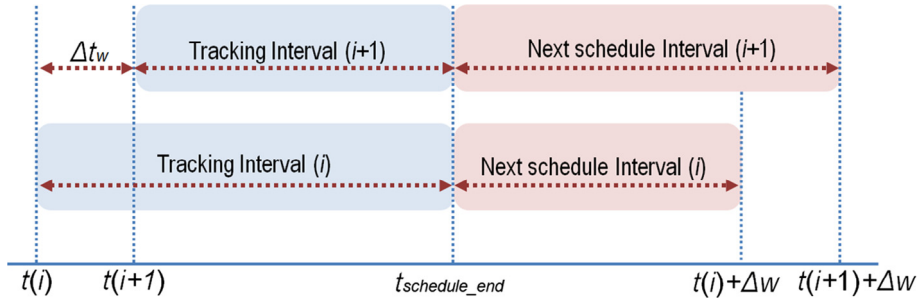 Δtw
Tracking Interval (i+1)
Next schedule Interval (i+1)
Tracking Interval (i)
Next schedule Interval (i)
t(i)
t(i+1)
tschedule_end
t(i)+Δw
t(i+1)+Δw